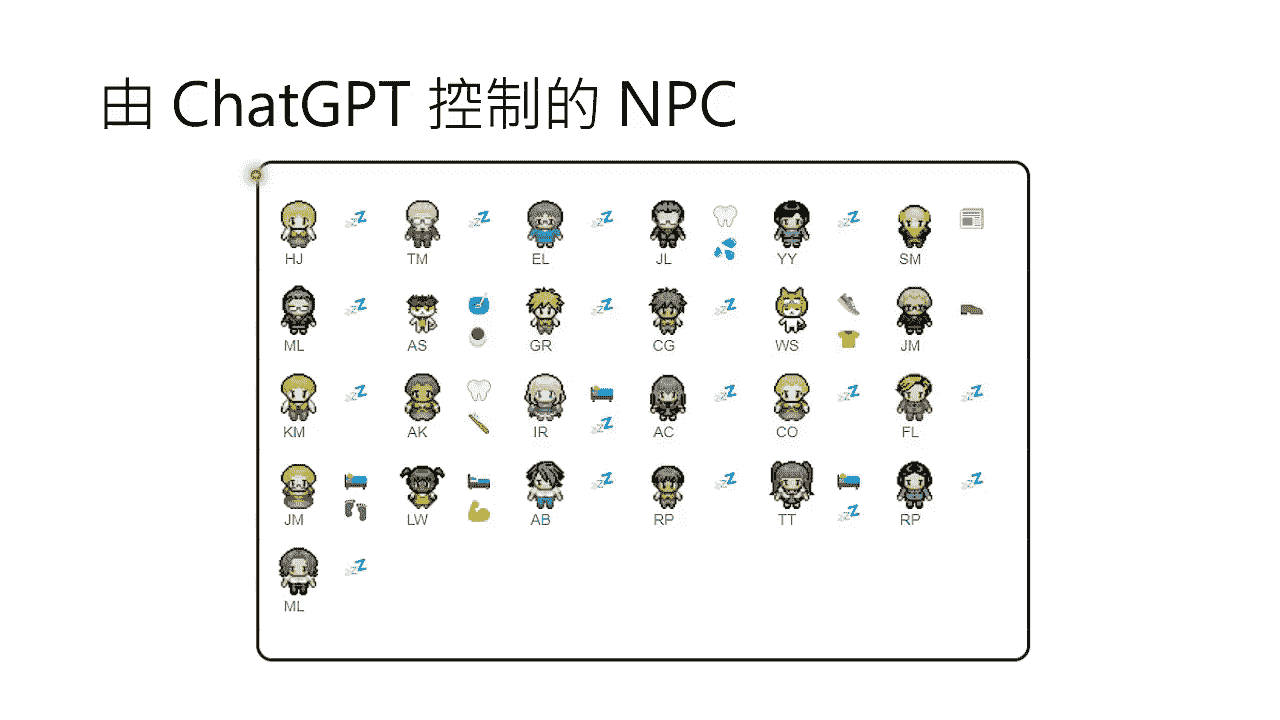 由 ChatGPT 控制的 NPC
HJ TM EL JL YY SM
ML AS GR CG WS JM
KM AK IR AC CO FL
JM LW AB RP TT RP
ML